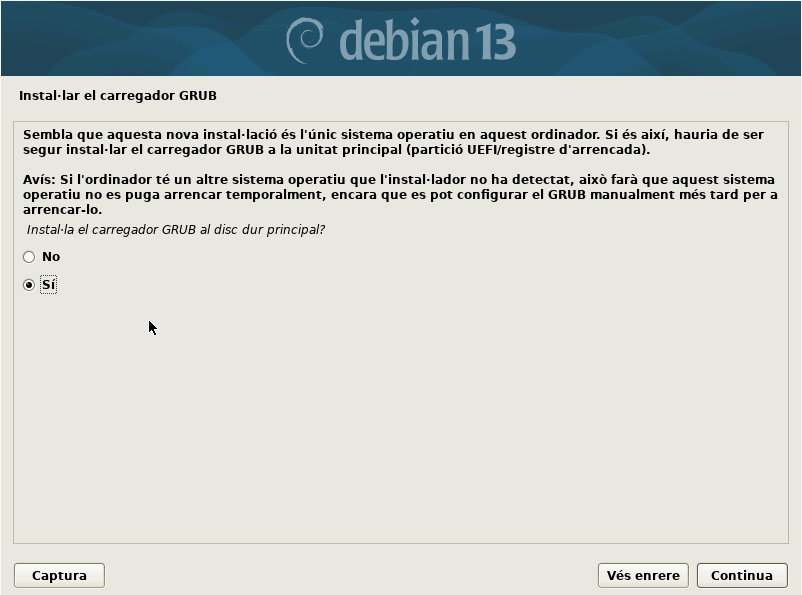 debian 13
Instal·lar el carregador GRUB
Sembla que aquesta nova instal·lació és l'únic sistema operatiu en aquest ordinador. Si és així, hauria de ser
segur instal·lar el carregador GRUB a la unitat principal (partició UEFI/registre d'arrencada).
Avís: Si l'ordinador té un altre sistema operatiu que l'instal·lador no ha detectat, això farà que aquest sistema
operatiu no es puga arrencar temporalment, encara que es pot configurar el GRUB manualment més tard per a
arrencar-lo.
Instal·la el carregador GRUB al disc dur principal?
No
Sí
Captura
Vés enrere
Continua